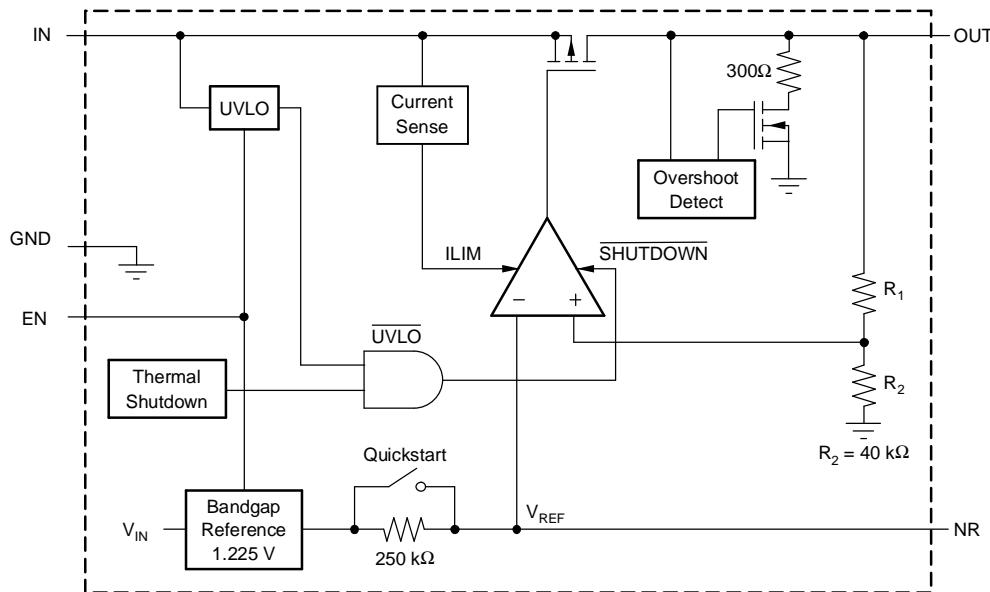 IN
OUT
300Ω
UVLO
Current
Sense
Overshoot
Detect
GND
ILIM
SHUTDOWN
R1
EN
UVLO
Thermal
Shutdown
R2
R2 = 40 kΩ
Quickstart
VIN
Bandgap
Reference
1.225 V
250 kΩ
VREF
NR
− +